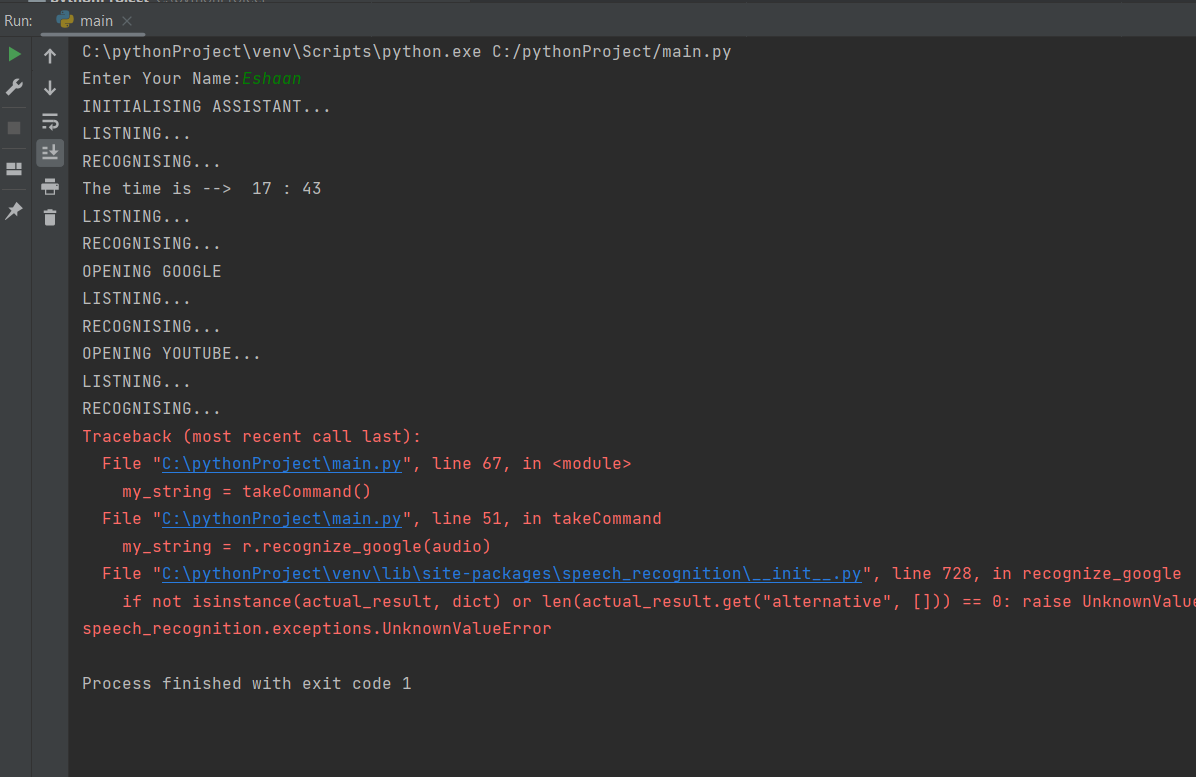 Run:
main
C:\pythonProject\venv\Scripts\python.exe C:/pythonProject/main.py
Enter Your Name:Eshaan
INITIALISING ASSISTANT...
LISTNING...
RECOGNISING...
The time is -->  17 : 43
LISTNING...
RECOGNISING...
OPENING GOOGLE
LISTNING...
RECOGNISING...
OPENING YOUTUBE...
LISTNING...
RECOGNISING...
Traceback (most recent call last):
  File "C:\pythonProject\main.py", line 67, in <module>
    my_string = takeCommand()
  File "C:\pythonProject\main.py", line 51, in takeCommand
    my_string = r.recognize_google(audio)
  File "C:\pythonProject\venv\lib\site-packages\speech_recognition\__init__.py", line 728, in recognize_google
    if not isinstance(actual_result, dict) or len(actual_result.get("alternative", [])) == 0: raise UnknownValue
speech_recognition.exceptions.UnknownValueError
Process finished with exit code 1